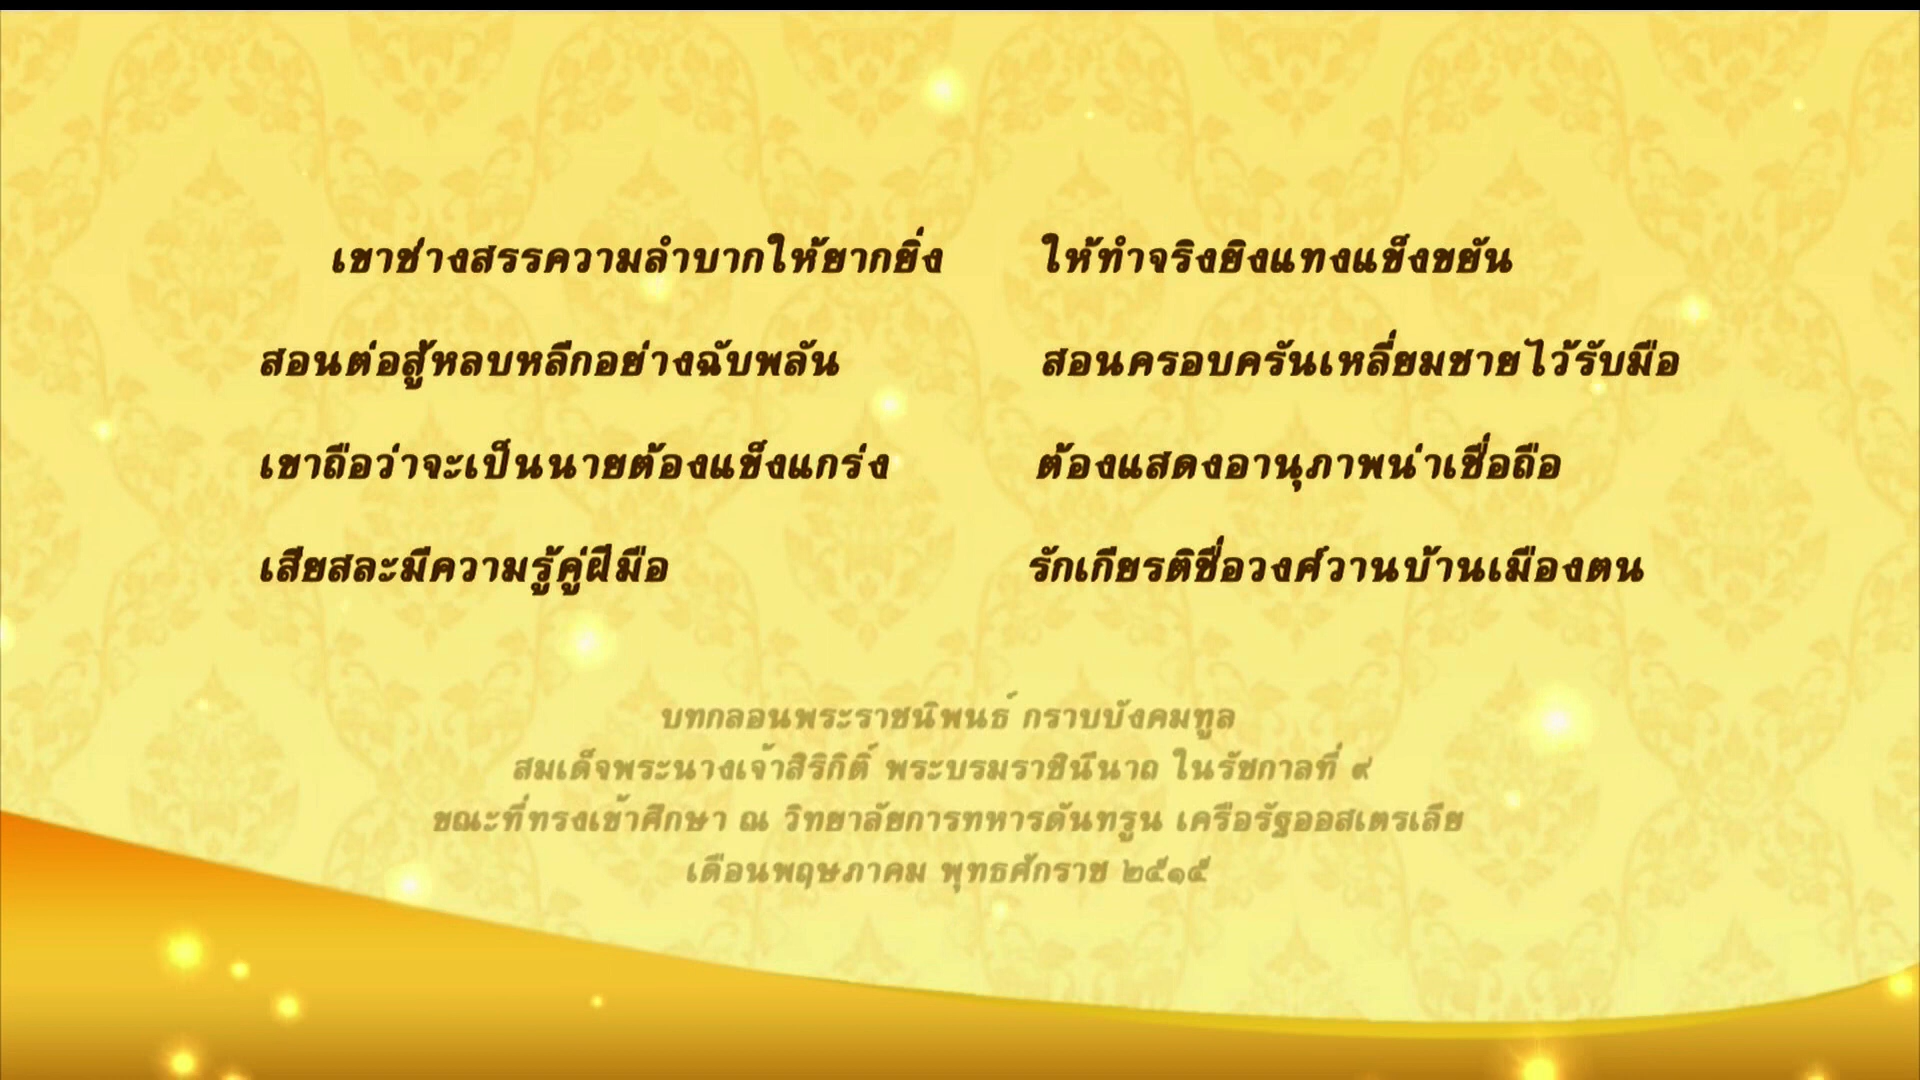 เขาช่างสรรความลำบากให้ยากยิ่ง ให้ทำจริงยิงแทงแข็งขยัน
สอนต่อสู้หลบหลีกอย่างฉับพลัน สอนครอบครันเหลี่ยมชายไว้รับมือ
เขาถือว่าจะเป็นนายต้องแข็งแกร่ง ต้องแสดงอานุภาพน่าเชื่อถือ
เสียสละมีความรู้คู่ฝีมือ รักเกียรติชื่อวงศ์วานบ้านเมืองตน
บทกลอนพระราชนิพนธ์ กราบบังคมทูล
สมเด็จพระนางเจ้าสิริกิติ์ พระบรมราชินีนาถ ในรัชกาลที่ ๙
ขณะที่ทรงเข้าศึกษา ณ วิทยาลัยการทหารดันทรูน เครือรัฐออสเตรเลีย
เดือนพฤษภาคม พุทธศักราช ๒๕๑๕